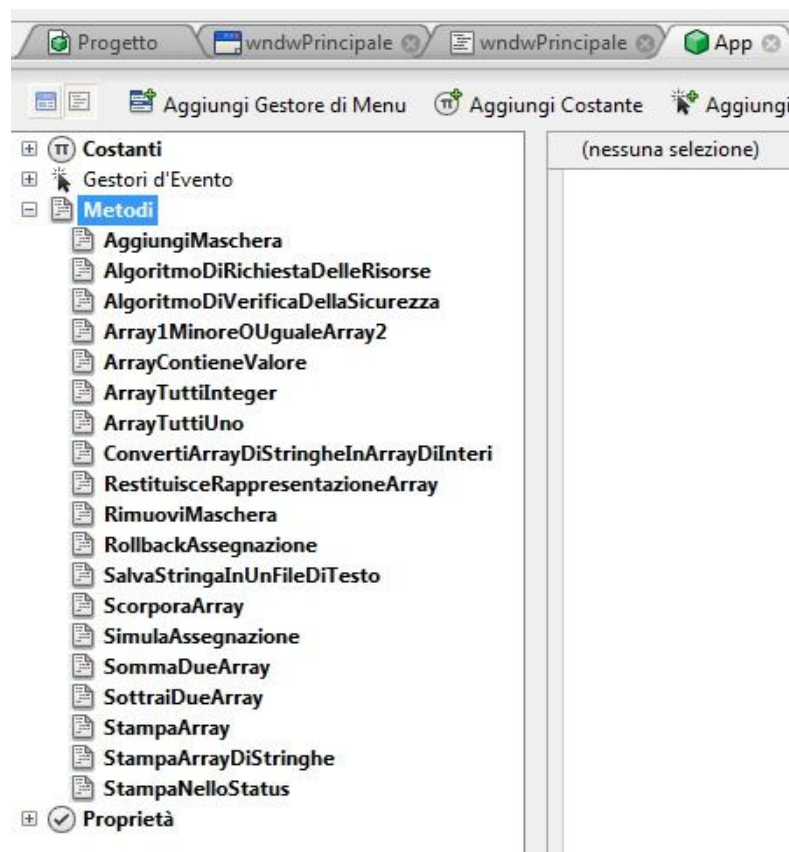 Progetto wndwPrincipale wndwPrincipale App
Aggiungi Gestore di Menu Aggiungi Costante Aggiungi
Costanti
(nessuna selezione)
Gestori d'Evento
Metodi
AggiungiMaschera
AlgoritmoDiRichiestaDelleRisorse
AlgoritmoDiVerificaDellaSicurezza
Array1MinoreOUgualeArray2
ArrayContieneValore
ArrayTuttiInteger
ArrayTuttiUno
ConvertiArrayDiStringheInArrayDiInteri
RestituisceRappresentazioneArray
RimuoviMaschera
RollbackAssegnazione
SalvaStringaInUnFileDiTesto
ScorporaArray
SimulaAssegnazione
SommaDueArray
SottraiDueArray
StampaArray
StampaArrayDiStringhe
StampaNelloStatus
Proprietà